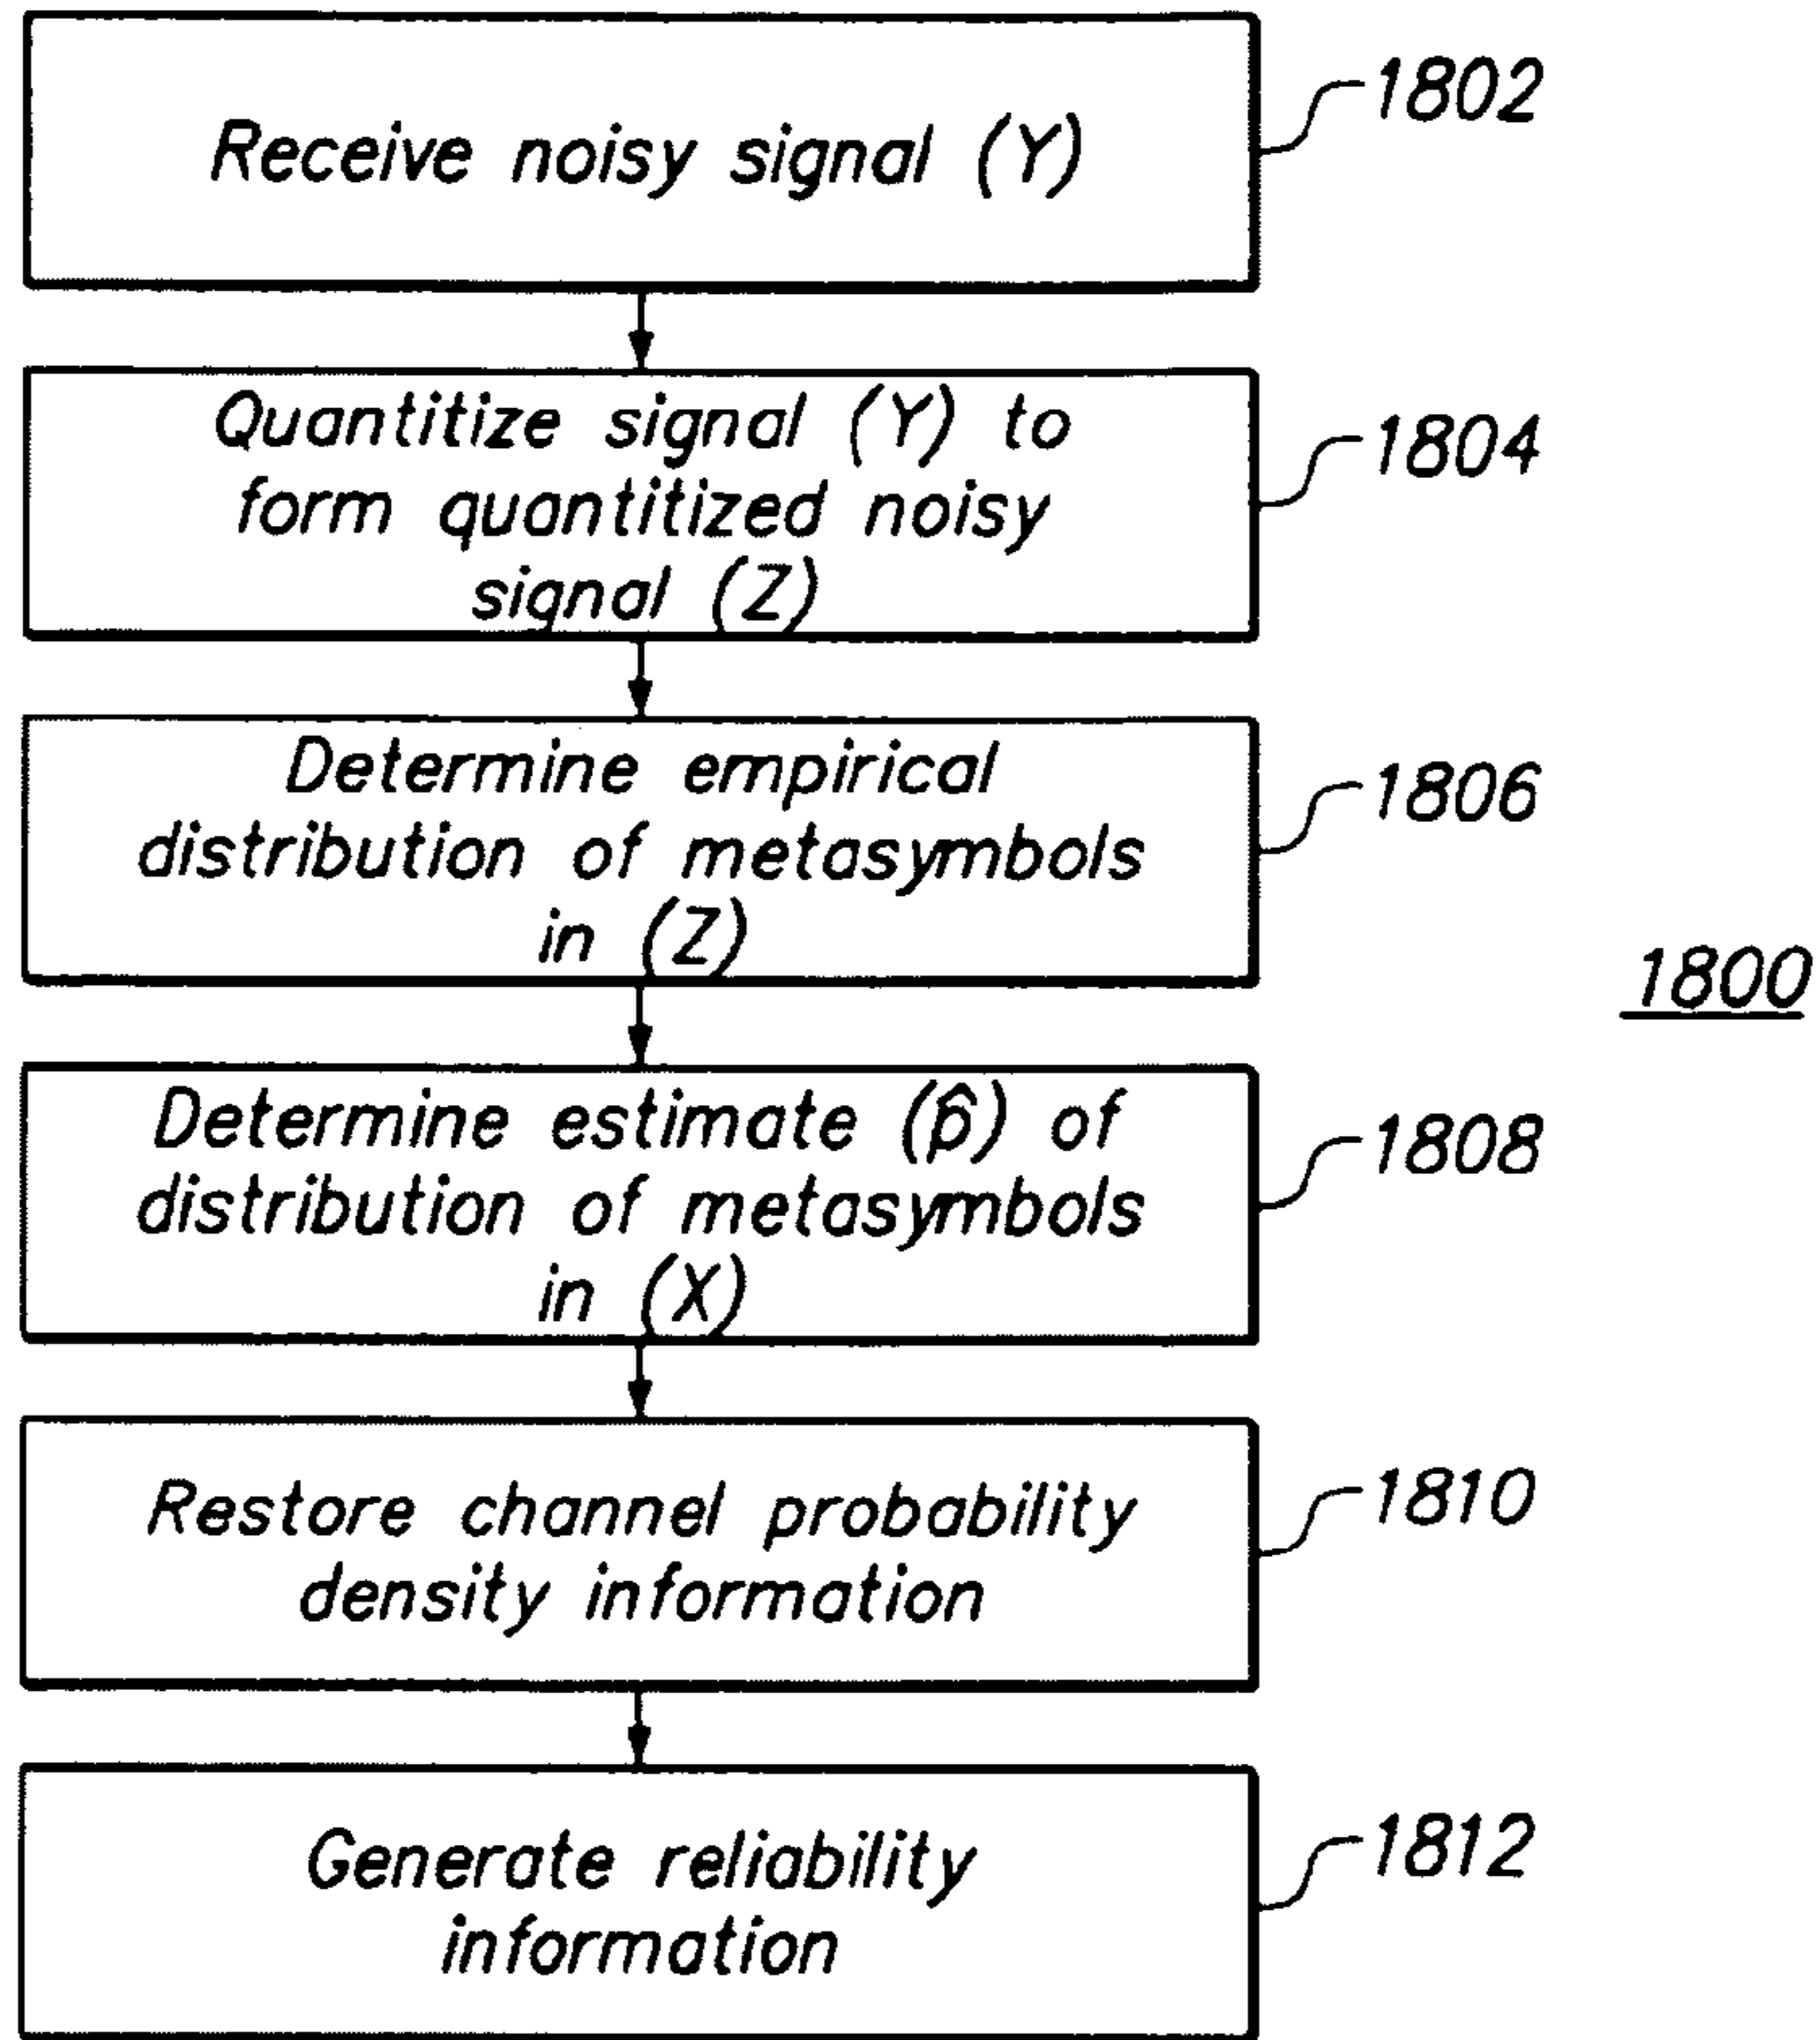 Receive noisy signal (Y)
1802
Quantitize signal (Y) to
form quantitized noisy
signal (Z)
1804
Determine empirical
distribution of metasymbols
in (Z)
1806
1800
Determine estimate (p̂) of
distribution of metasymbols
in (X)
1808
Restore channel probability
density information
1810
Generate reliability
information
1812